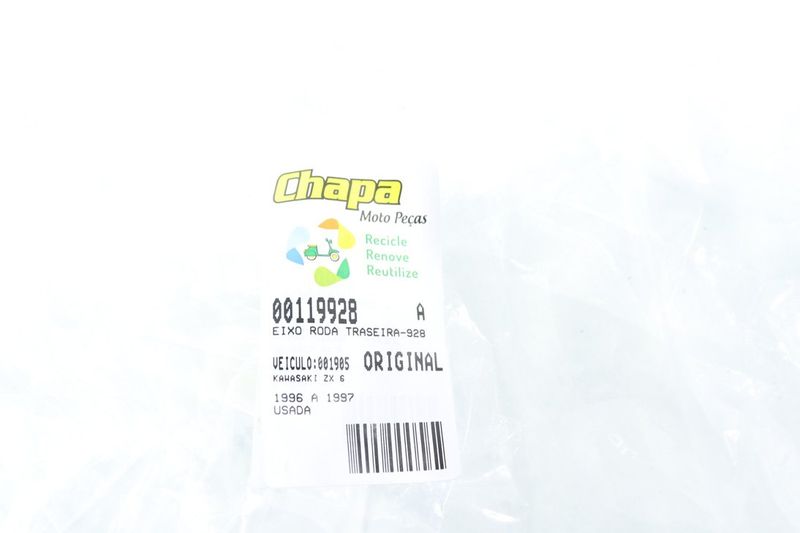 Chapa
Moto Peças
Recicle
Renove
Reutilize
00119928 A
EIXO RODA TRASEIRA-928
VEICULO:001905 ORIGINAL
KAWASAKI ZX 6
1996 A 1997
USADA